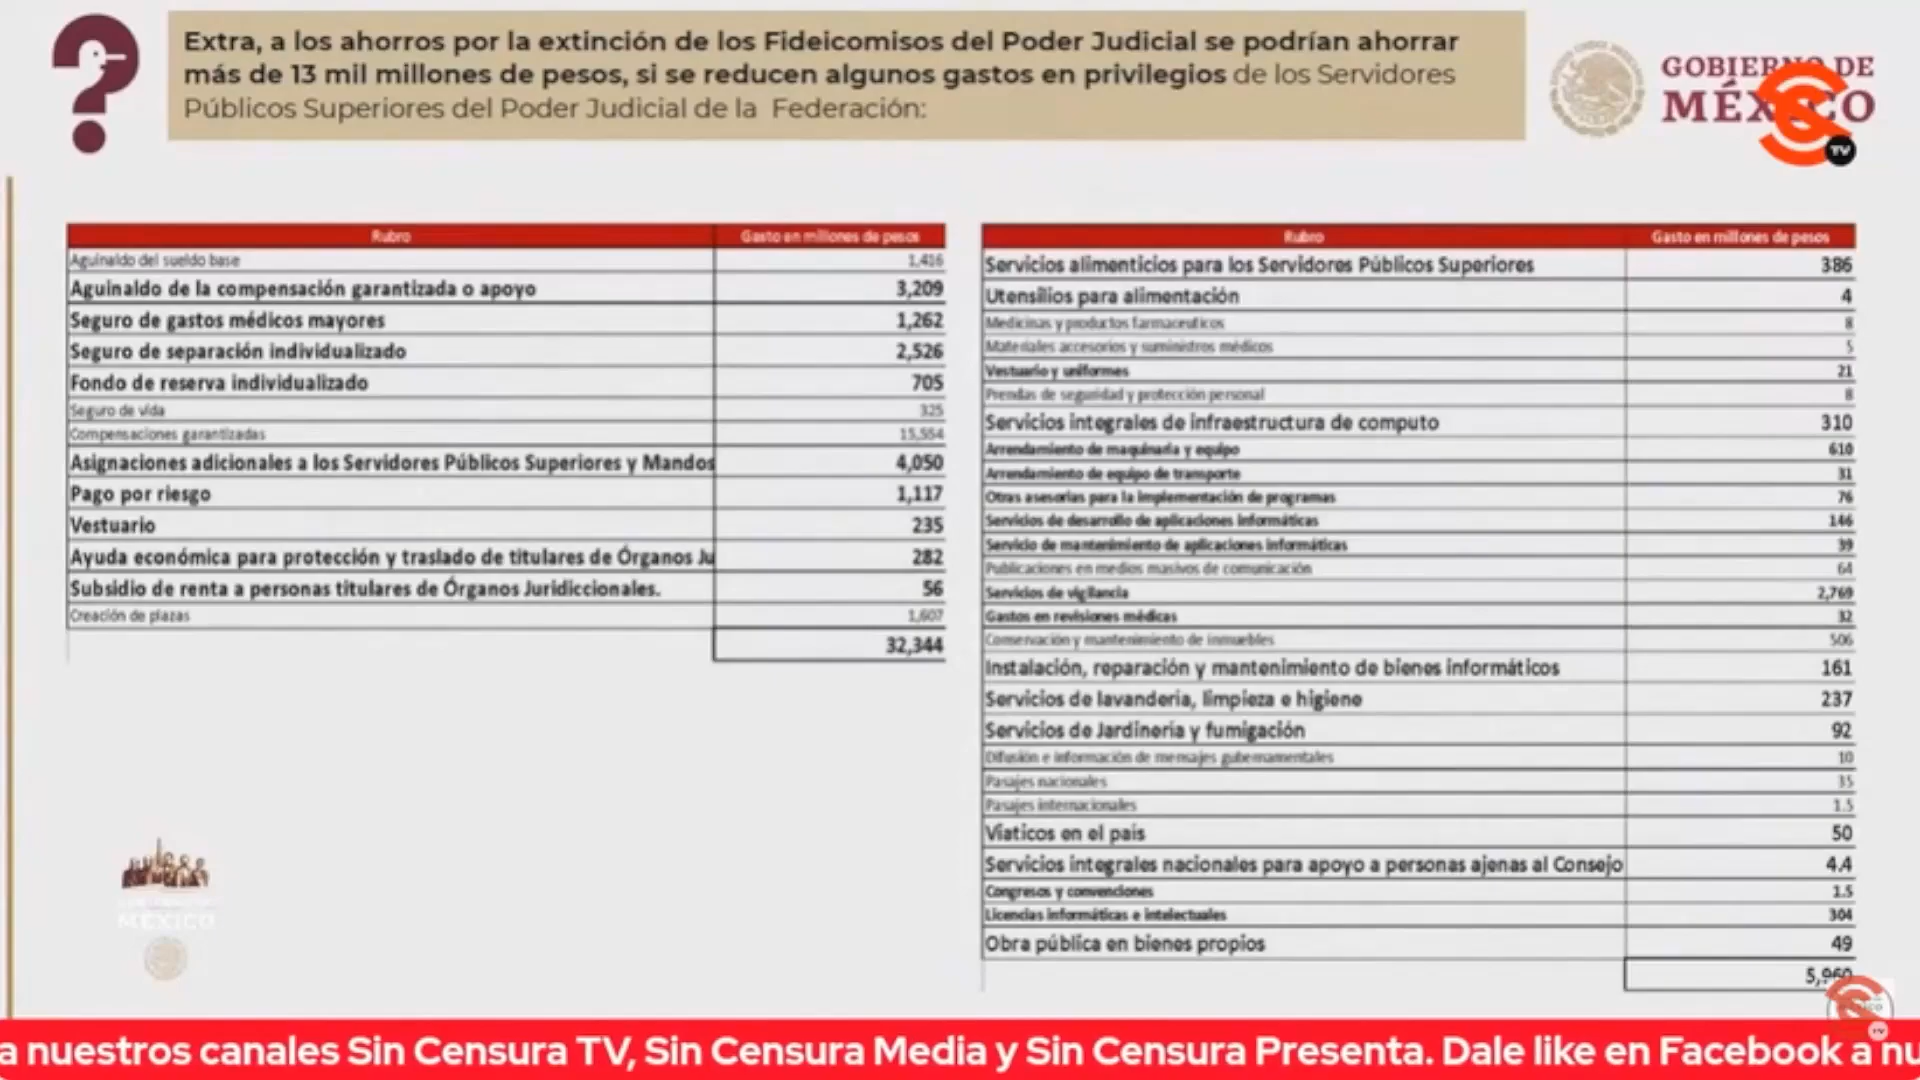 Extra, a los ahorros por la extinción de los Fideicomisos del Poder Judicial se podrían ahorrar
más de 13 mil millones de pesos, si se reducen algunos gastos en privilegios de los Servidores
Públicos Superiores del Poder Judicial de la Federación:
GOBIERNO DE
MÉXICO
TV
Rubro Gasto en millones de pesos
Aguinaldo del sueldo base 1,416
Aguinaldo de la compensación garantizada o apoyo 3,209
Seguro de gastos médicos mayores 1,262
Seguro de separación individualizado 2,526
Fondo de reserva individualizado 705
Seguro de vida 325
Compensaciones garantizadas 15,554
Asignaciones adicionales a los Servidores Públicos Superiores y Mandos 4,050
Pago por riesgo 1,117
Vestuario 235
Ayuda económica para protección y traslado de titulares de Órganos Ju 282
Subsidio de renta a personas titulares de Órganos Juridiccionales. 56
Creación de plazas 1,607
32,344
Rubro Gasto en millones de pesos
Servicios alimenticios para los Servidores Públicos Superiores 386
Utensilios para alimentación 4
Medicinas y productos farmaceuticos 8
Materiales accesorios y suministros médicos 5
Vestuario y uniformes 21
Prendas de seguridad y protección personal 8
Servicios integrales de infraestructura de computo 310
Arrendamiento de maquinaria y equipo 610
Arrendamiento de equipo de transporte 31
Otras asesorías para la implementación de programas 76
Servicios de desarrollo de aplicaciones informáticas 146
Servicio de mantenimiento de aplicaciones informáticas 39
Publicaciones en medios masivos de comunicación 64
Servicios de vigilancia 2,769
Gastos en revisiones médicas 32
Conservación y mantenimiento de inmuebles 506
Instalación, reparación y mantenimiento de bienes informáticos 161
Servicios de lavandería, limpieza e higiene 237
Servicios de Jardinería y fumigación 92
Difusión e información de mensajes gubernamentales 10
Pasajes nacionales 35
Pasajes internacionales 1.5
Viaticos en el país 50
Servicios integrales nacionales para apoyo a personas ajenas al Consejo 4.4
Congresos y convenciones 1.5
Licencias informáticas e intelectuales 304
Obra pública en bienes propios 49
5,960
MÉXICO
TV
a nuestros canales Sin Censura TV, Sin Censura Media y Sin Censura Presenta. Dale like en Facebook a nu